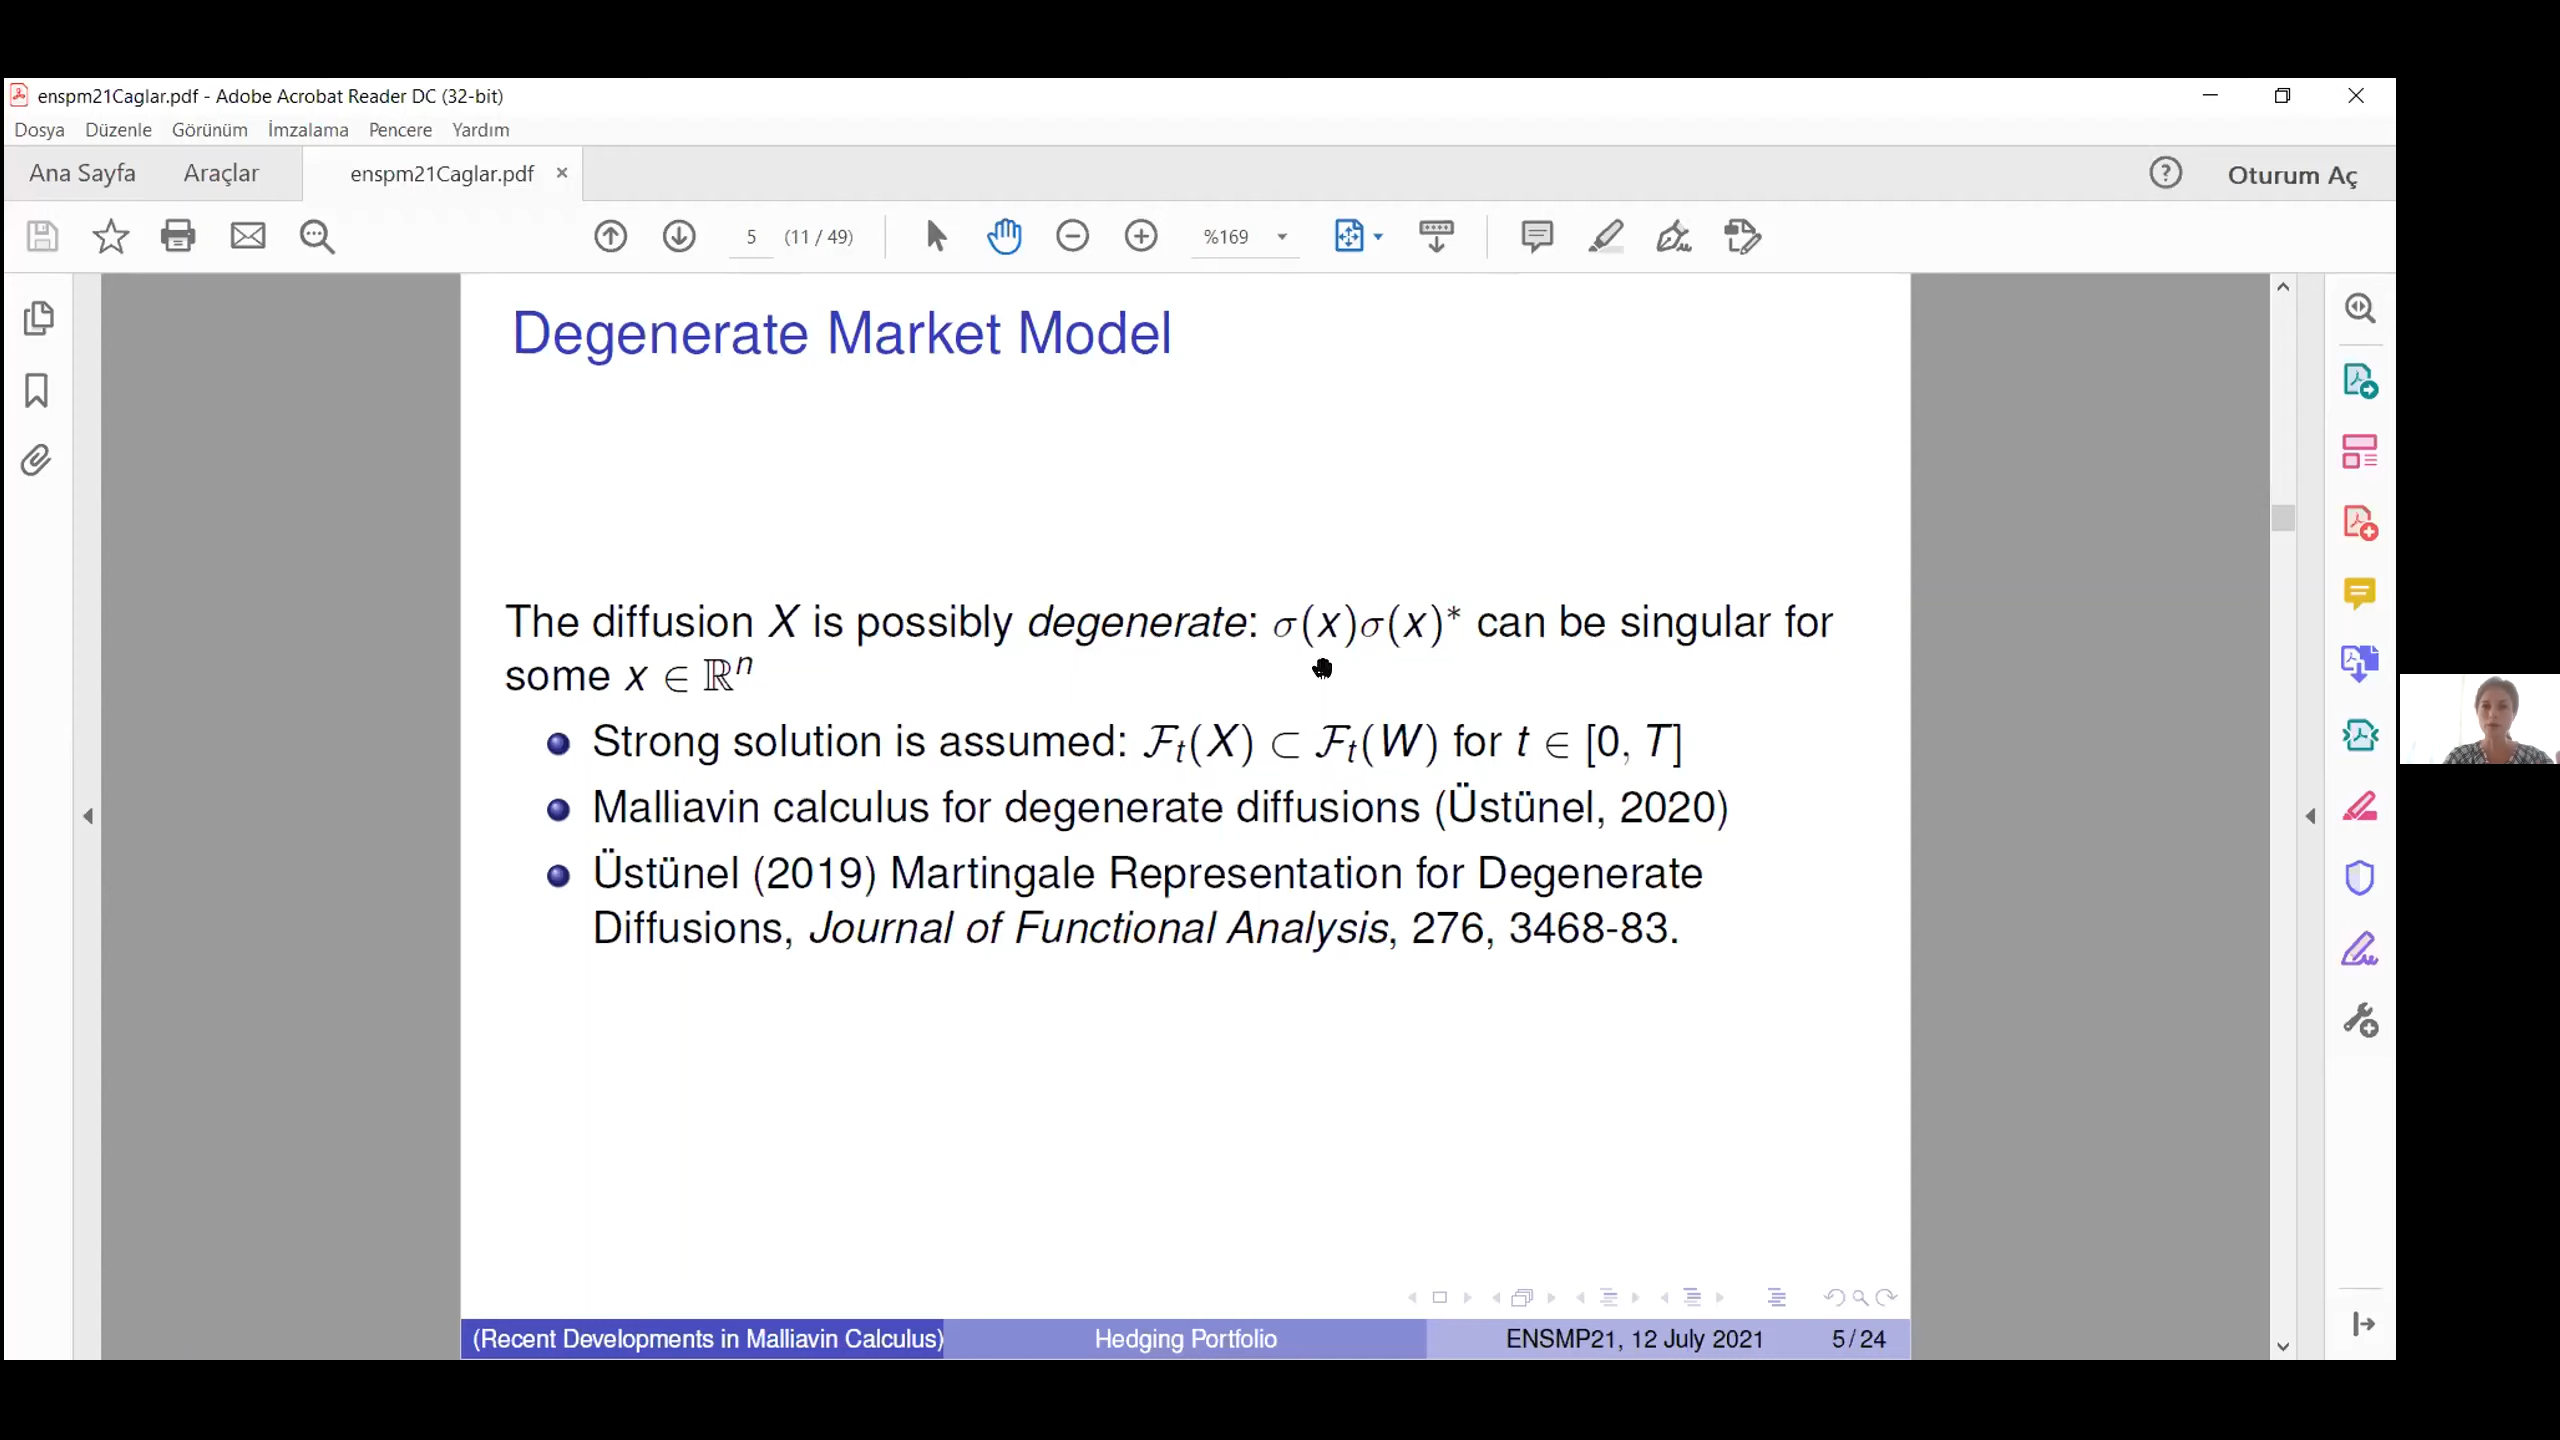 enspm21Caglar.pdf - Adobe Acrobat Reader DC (32-bit)
Dosya Düzenle Görünüm İmzalama Pencere Yardım
Ana Sayfa Araçlar enspm21Caglar.pdf × Oturum Aç
5 (11 / 49) %169
Degenerate Market Model
The diffusion X is possibly degenerate: σ(x)σ(x)* can be singular for
some x ∈ ℝⁿ
Strong solution is assumed: ℱₜ(X) ⊂ ℱₜ(W) for t ∈ [0, T]
Malliavin calculus for degenerate diffusions (Üstünel, 2020)
Üstünel (2019) Martingale Representation for Degenerate
Diffusions, Journal of Functional Analysis, 276, 3468-83.
(Recent Developments in Malliavin Calculus) Hedging Portfolio ENSMP21, 12 July 2021 5 / 24